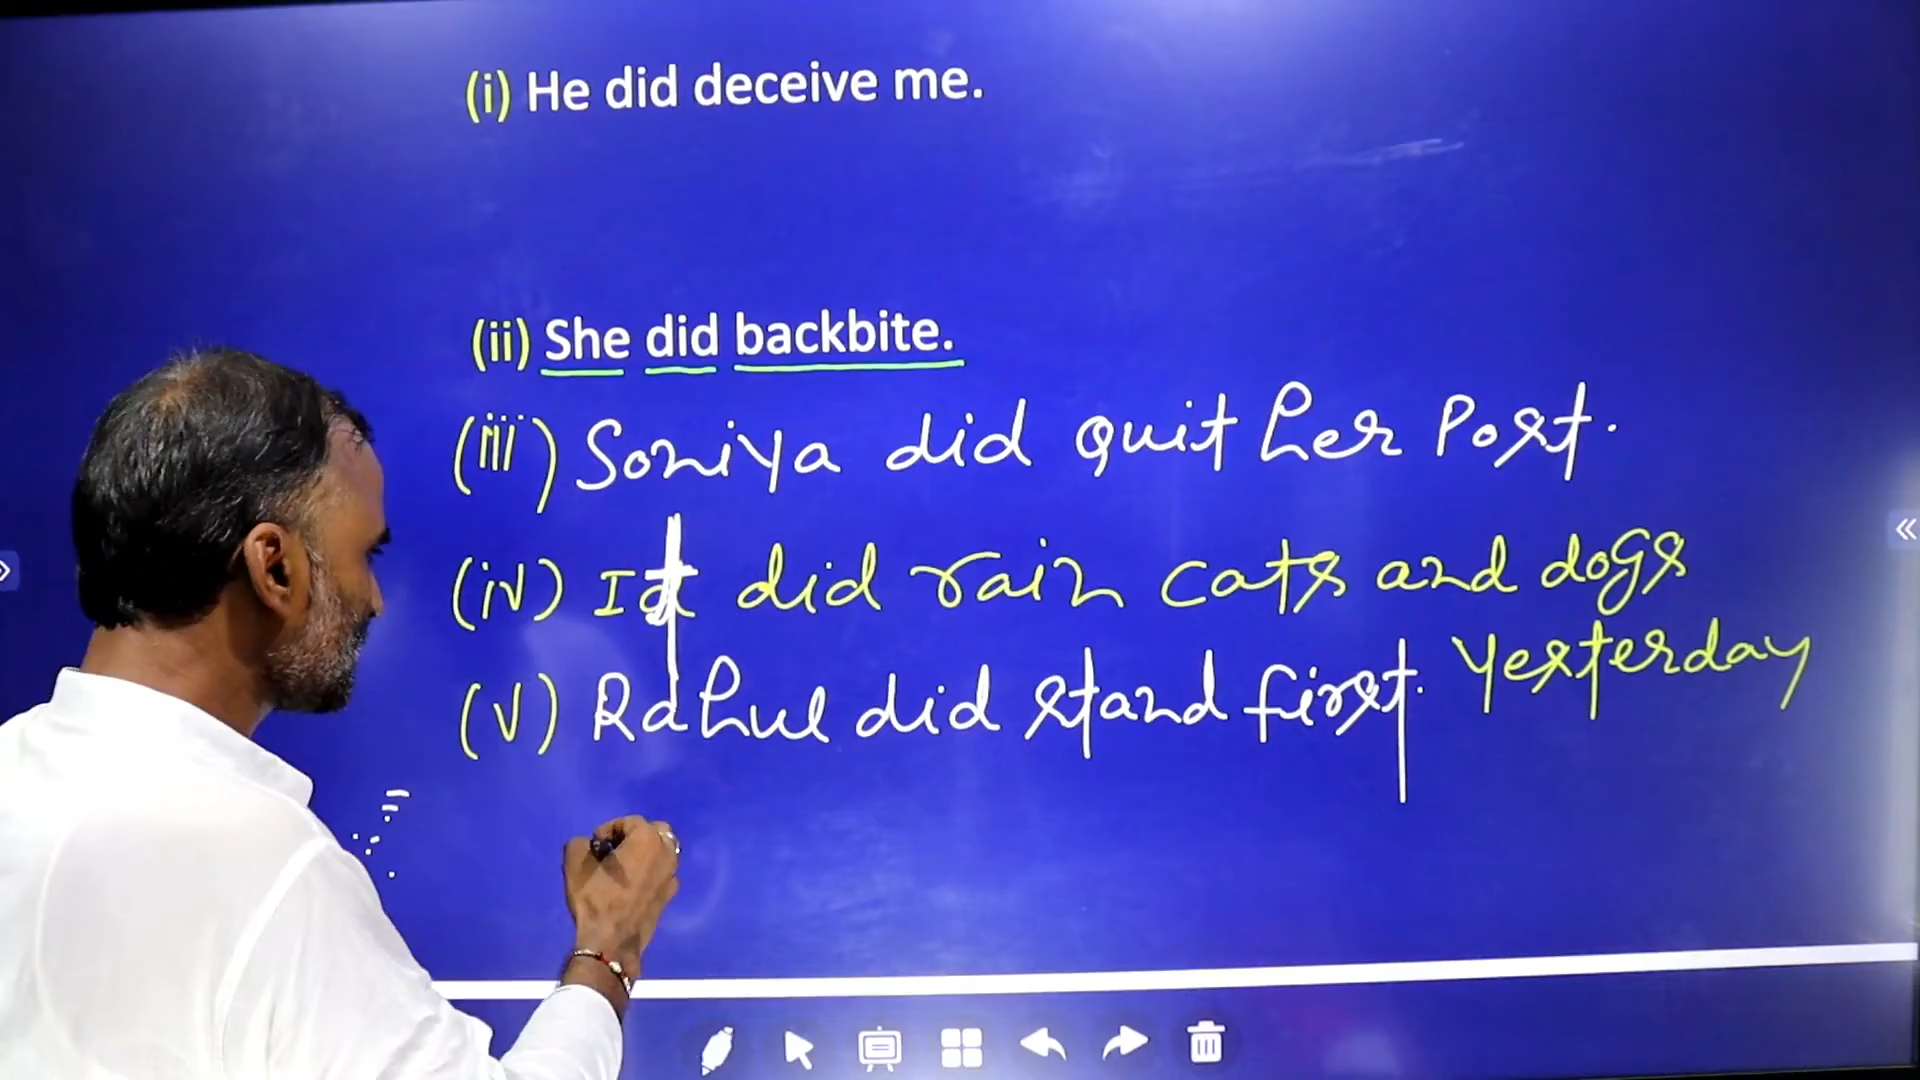 (i) He did deceive me.
(ii) She did backbite.
(iii) Soniya did quit her Post.
(iv) It did rain cats and dogs
Yesterday
(v) Rahul did stand first.